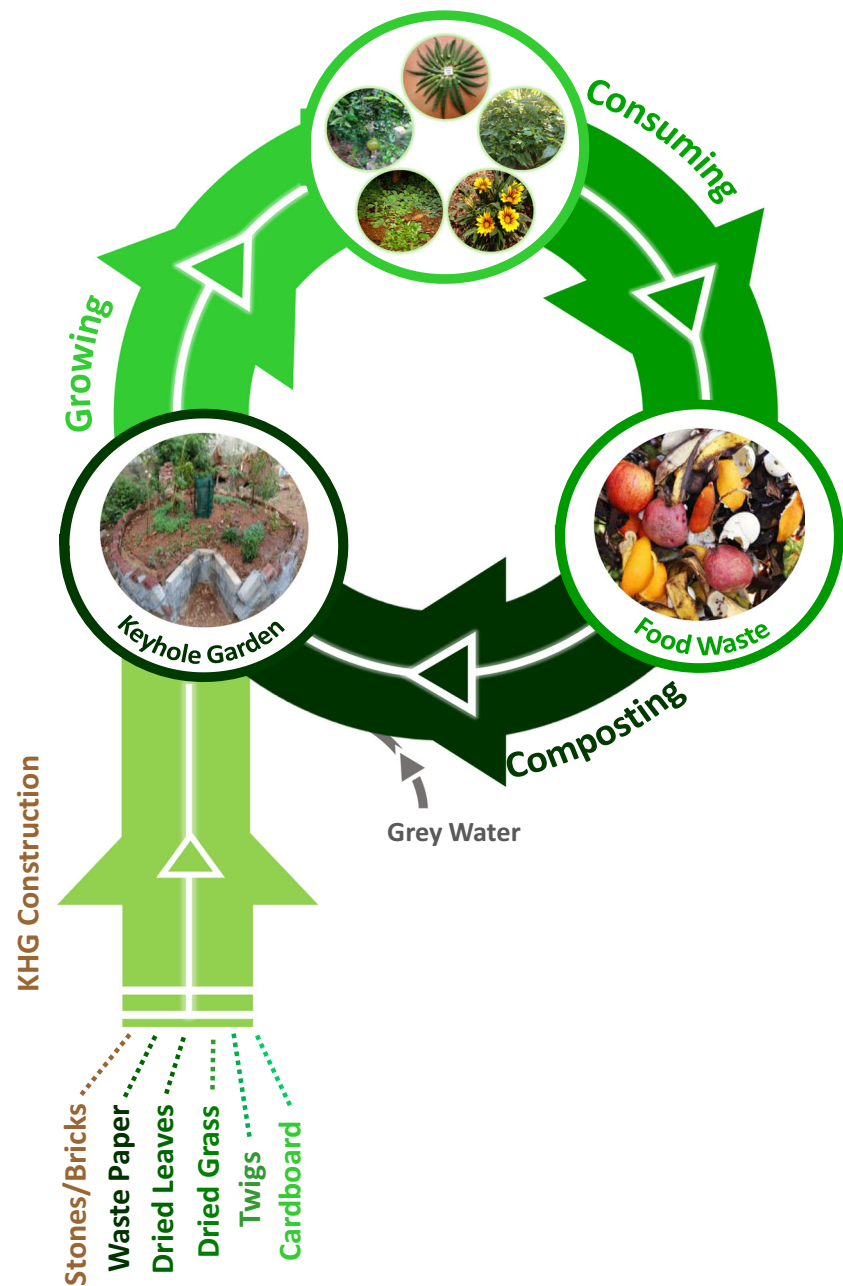 Consuming
Growing
Keyhole Garden
Food Waste
Composting
Grey Water
KHG Construction
Stones/Bricks
Waste Paper
Dried Leaves
Dried Grass
Twigs
Cardboard